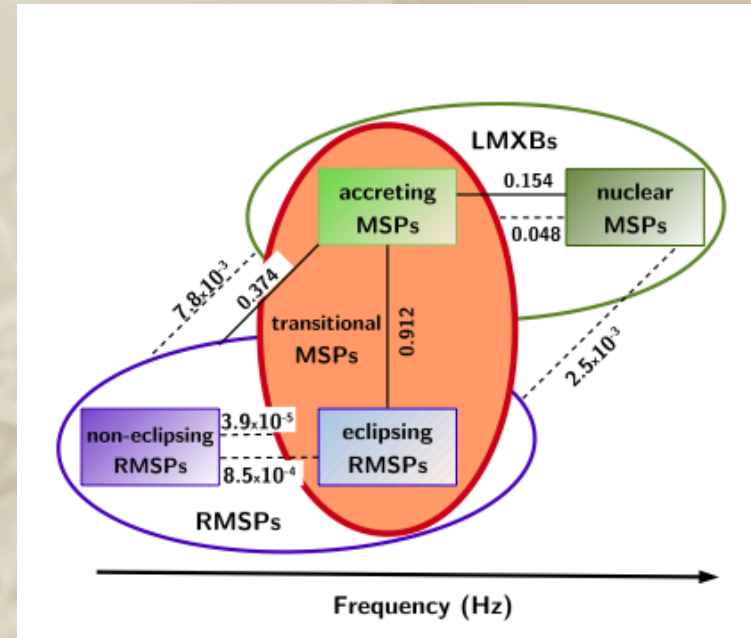 LMXBs
accreting
MSPs
0.154
nuclear
MSPs
0.048
7.8x10⁻³
0.374
transitional
MSPs
0.912
2.5x10⁻³
non-eclipsing
RMSPs
3.9x10⁻⁵
8.5x10⁻⁴
eclipsing
RMSPs
RMSPs
Frequency (Hz)